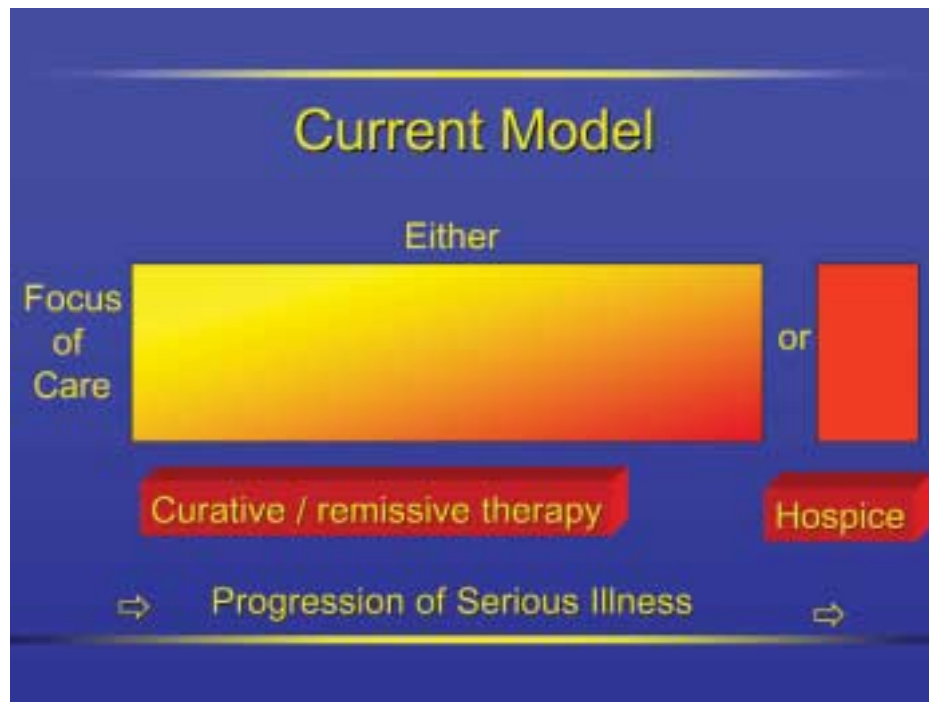 Current Model
Either
Focus
of
Care
or
Curative / remissive therapy
Hospice
Progression of Serious Illness